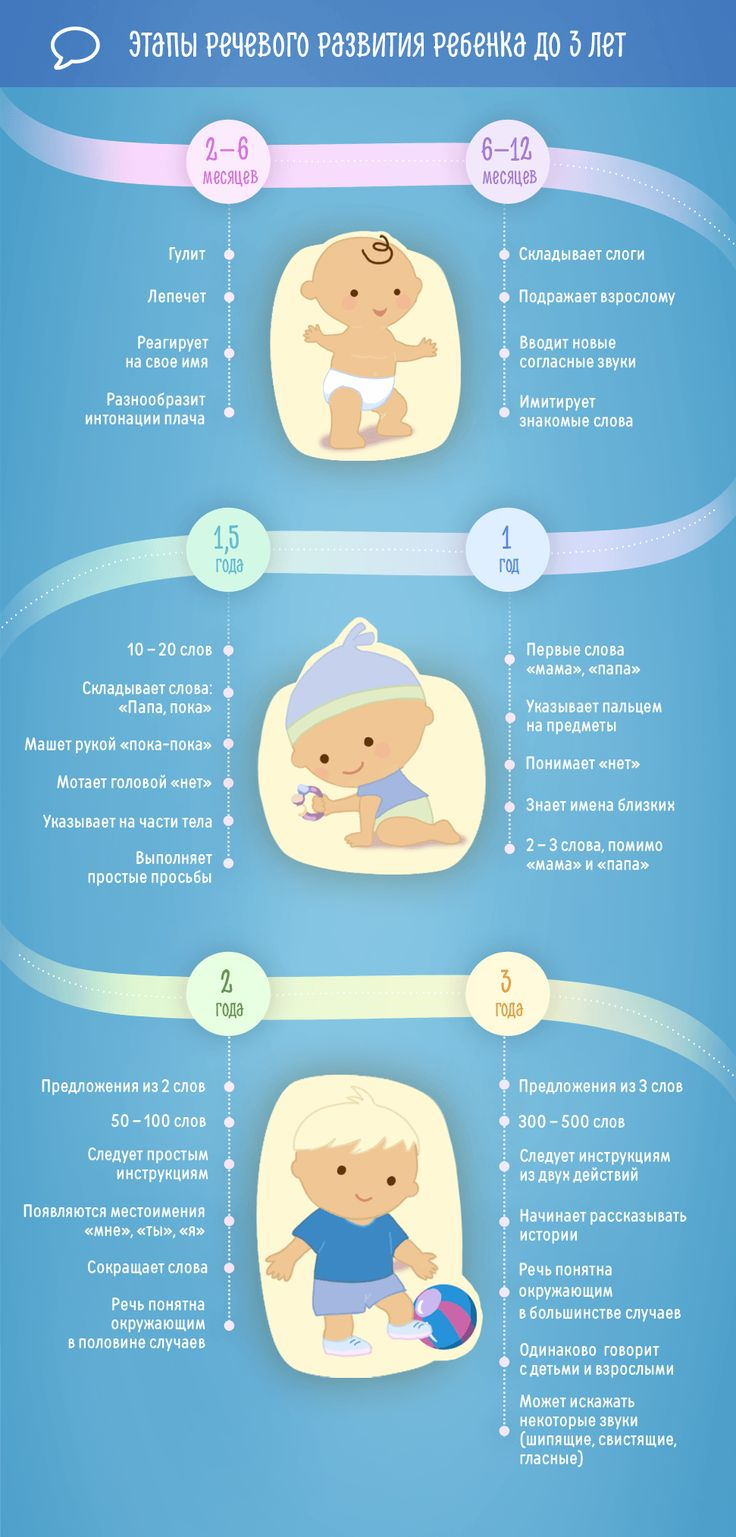 Этапы речевого развития ребенка до 3 лет
2–6
месяцев
Гулит
Лепечет
Реагирует
на свое имя
Разнообразит
интонации плача
6–12
месяцев
Складывает слоги
Подражает взрослому
Вводит новые
согласные звуки
Имитирует
знакомые слова
1
год
Первые слова
«мама», «папа»
Указывает пальцем
на предметы
Понимает «нет»
Знает имена близких
2 – 3 слова, помимо
«мама» и «папа»
1,5
года
10 – 20 слов
Складывает слова:
«Папа, пока»
Машет рукой «пока-пока»
Мотает головой «нет»
Указывает на части тела
Выполняет
простые просьбы
2
года
Предложения из 2 слов
50 – 100 слов
Следует простым
инструкциям
Появляются местоимения
«мне», «ты», «я»
Сокращает слова
Речь понятна
окружающим
в половине случаев
3
года
Предложения из 3 слов
300 – 500 слов
Следует инструкциям
из двух действий
Начинает рассказывать
истории
Речь понятна
окружающим
в большинстве случаев
Одинаково говорит
с детьми и взрослыми
Может искажать
некоторые звуки
(шипящие, свистящие,
гласные)